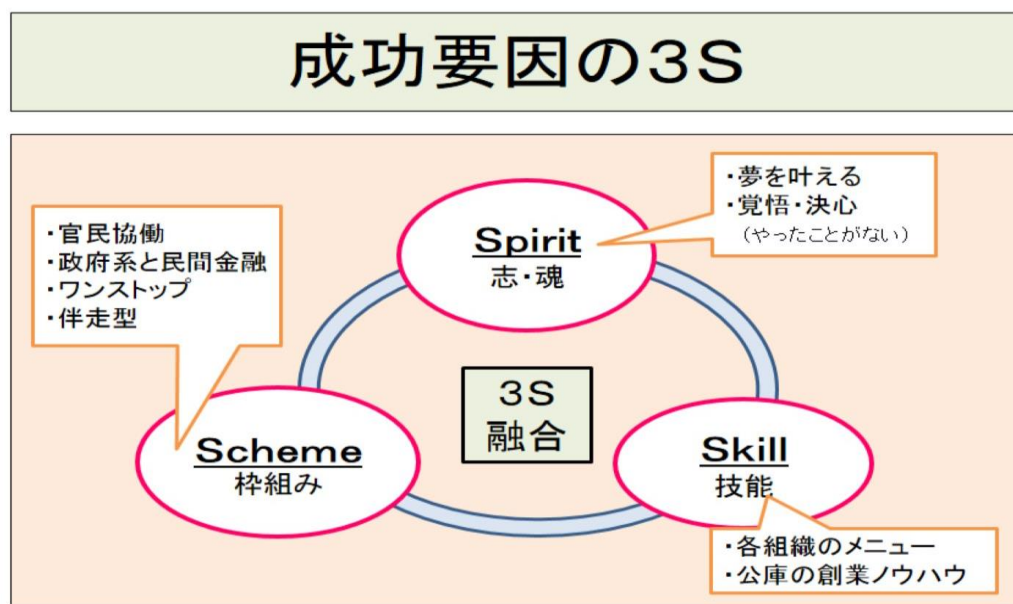 成功要因の3S
・夢を叶える
・覚悟・決心
(やったことがない)
・官民協働
・政府系と民間金融
・ワンストップ
・伴走型
Spirit
志・魂
3S
融合
Scheme
枠組み
Skill
技能
・各組織のメニュー
・公庫の創業ノウハウ